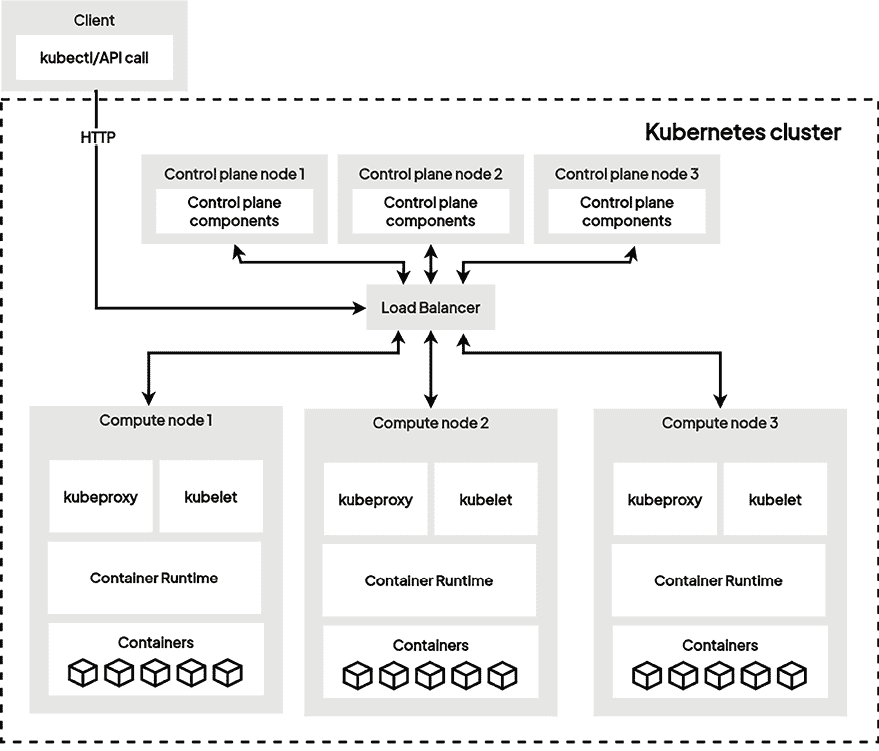 Client
kubectl/API call
HTTP
Kubernetes cluster
Control plane node 1
Control plane
components
Control plane node 2
Control plane
components
Control plane node 3
Control plane
components
Load Balancer
Compute node 1
kubeproxy
kubelet
Container Runtime
Containers
Compute node 2
kubeproxy
kubelet
Container Runtime
Containers
Compute node 3
kubeproxy
kubelet
Container Runtime
Containers